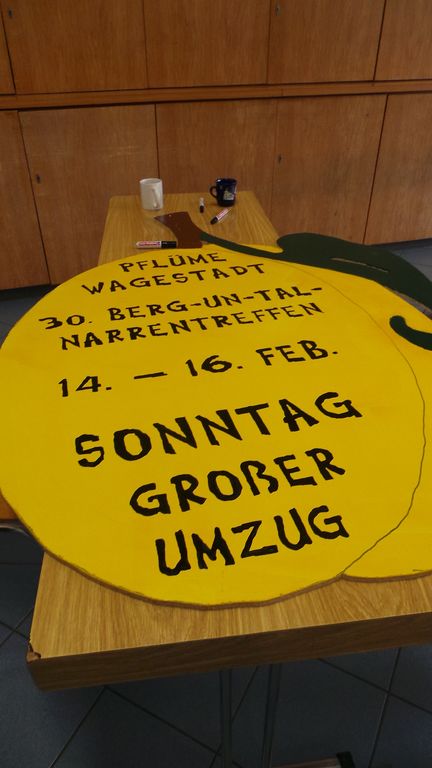 PFLÜME
WAGESTADT
30. BERG-UN-TAL-
NARRENTREFFEN
14. – 16. FEB.
SONNTAG
GROßER
UMZUG